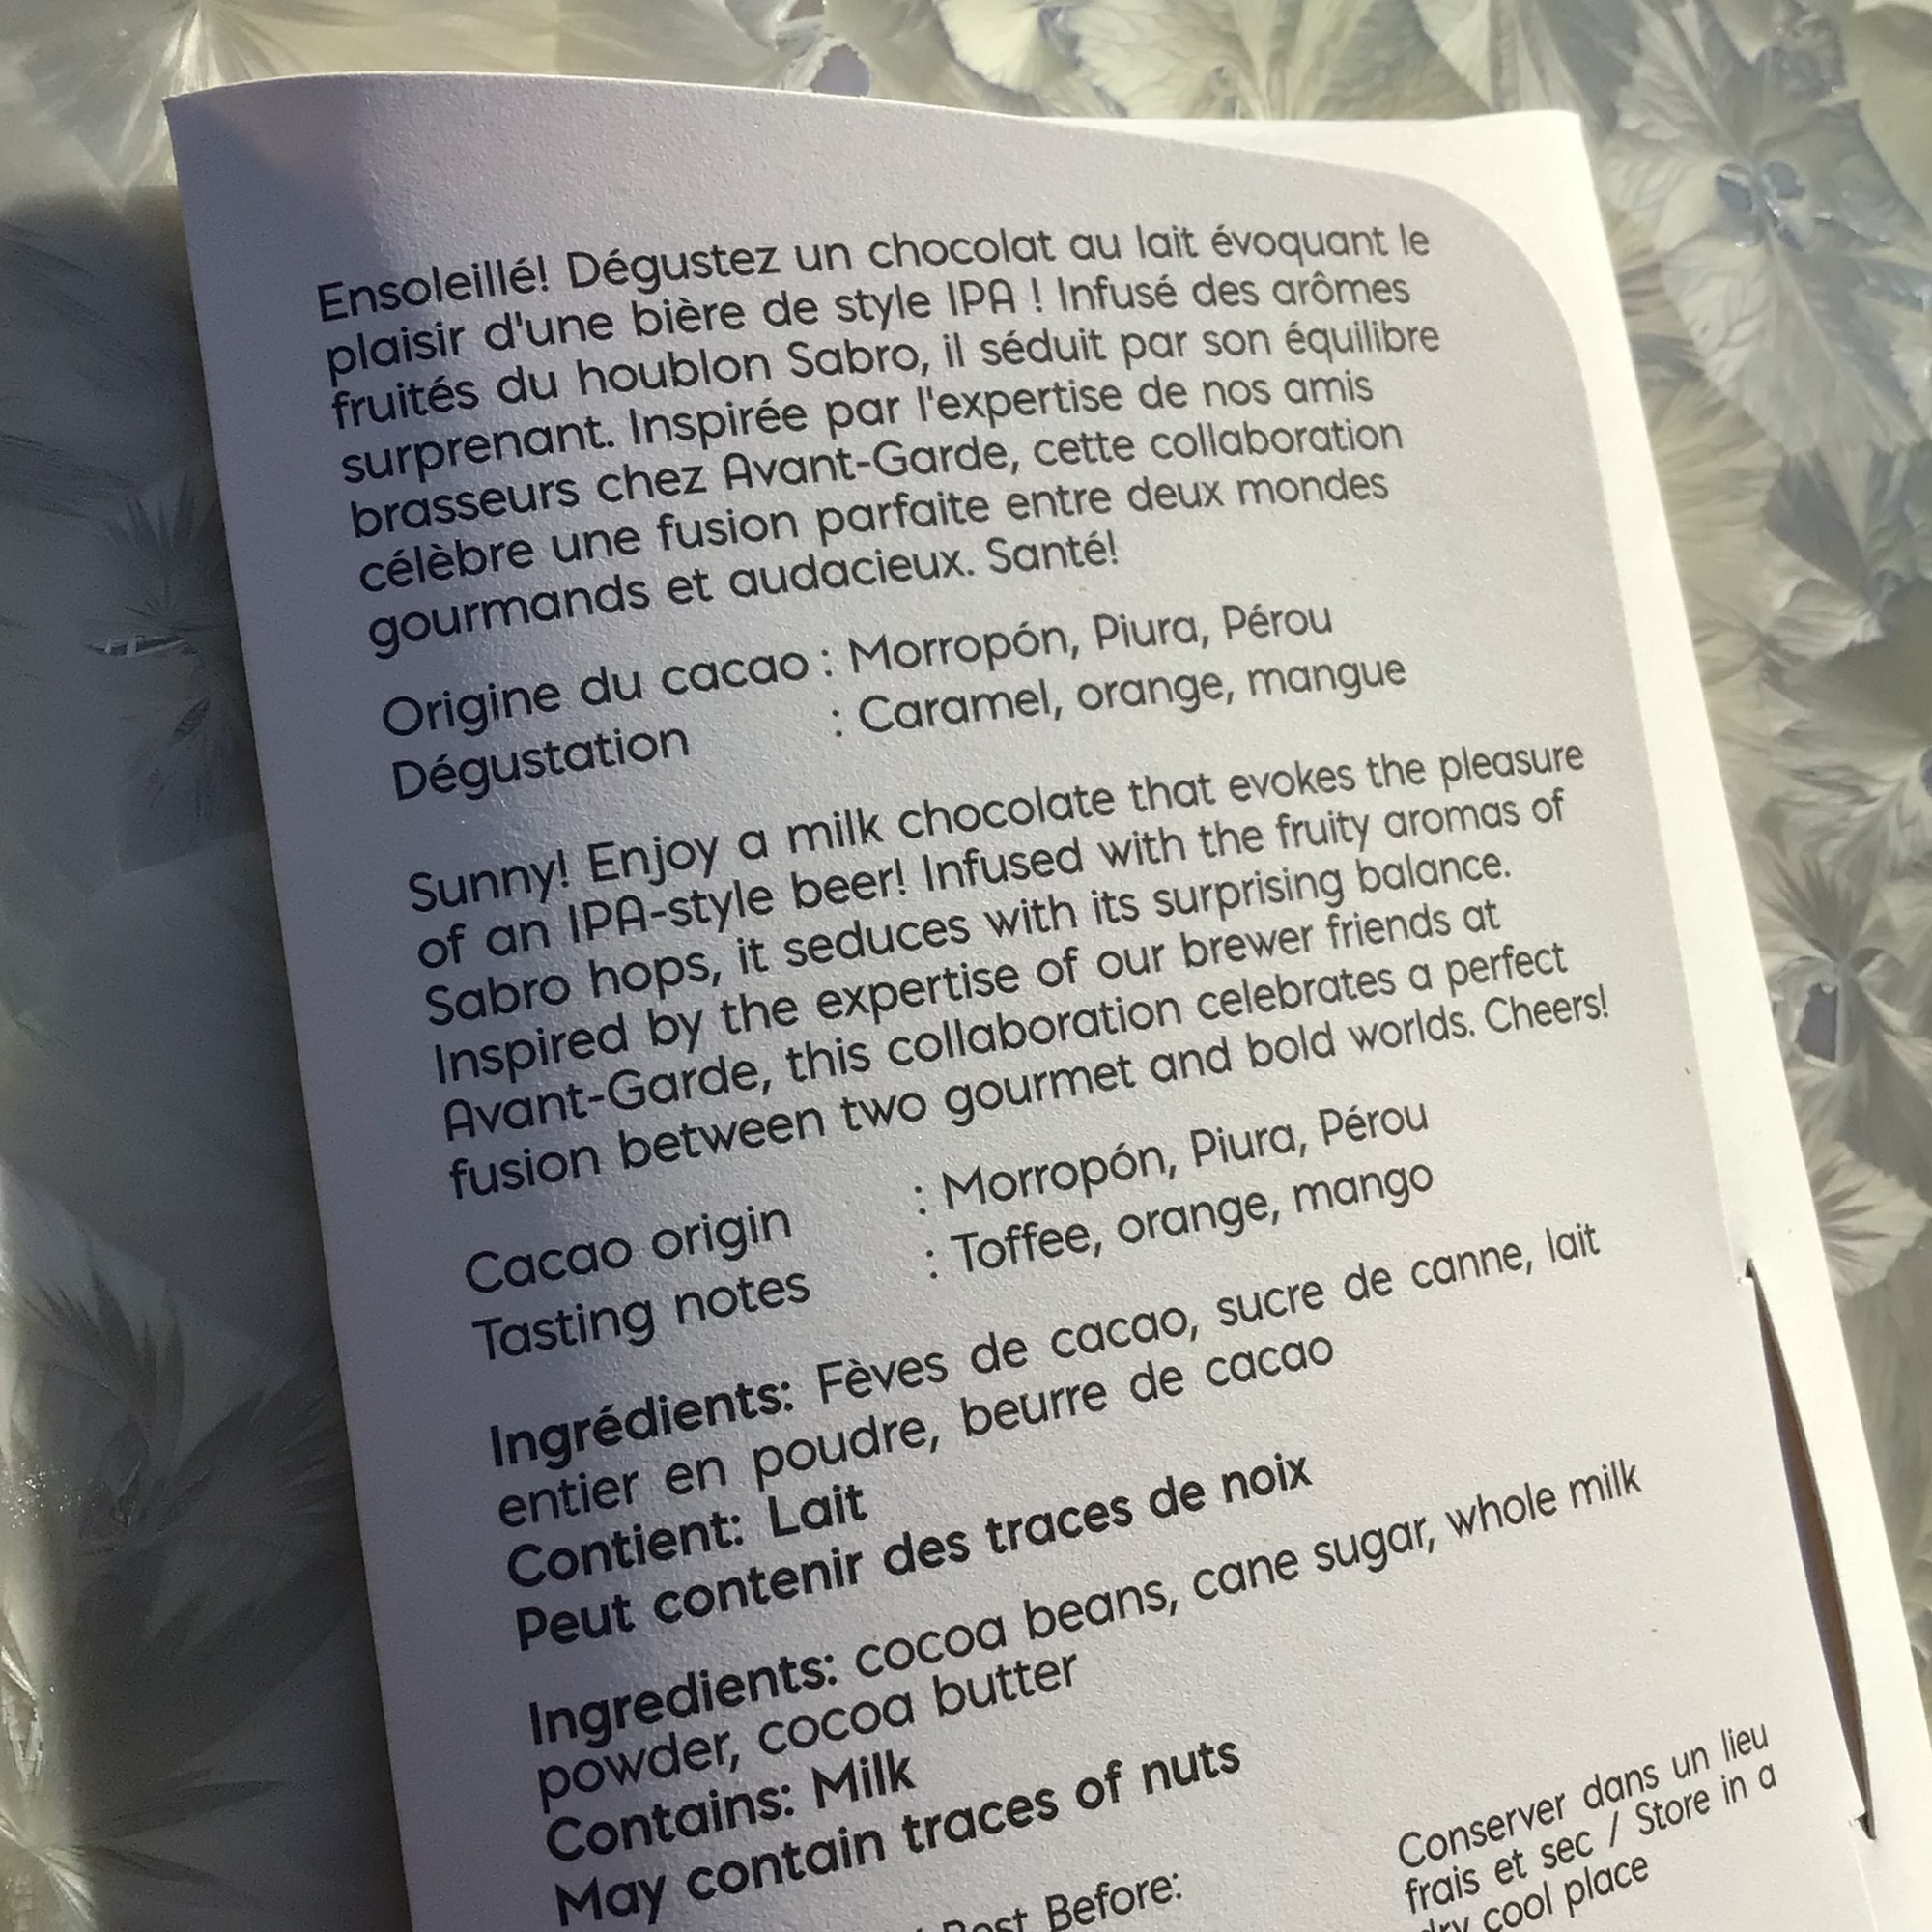 Ensoleillé! Dégustez un chocolat au lait évoquant le
plaisir d'une bière de style IPA ! Infusé des arômes
fruités du houblon Sabro, il séduit par son équilibre
surprenant. Inspirée par l'expertise de nos amis
brasseurs chez Avant-Garde, cette collaboration
célèbre une fusion parfaite entre deux mondes
gourmands et audacieux. Santé!
Origine du cacao : Morropón, Piura, Pérou
Dégustation : Caramel, orange, mangue
Sunny! Enjoy a milk chocolate that evokes the pleasure
of an IPA-style beer! Infused with the fruity aromas of
Sabro hops, it seduces with its surprising balance.
Inspired by the expertise of our brewer friends at
Avant-Garde, this collaboration celebrates a perfect
fusion between two gourmet and bold worlds. Cheers!
Cacao origin : Morropón, Piura, Pérou
Tasting notes : Toffee, orange, mango
Ingrédients: Fèves de cacao, sucre de canne, lait
entier en poudre, beurre de cacao
Contient: Lait
Peut contenir des traces de noix
Ingredients: cocoa beans, cane sugar, whole milk
powder, cocoa butter
Contains: Milk
May contain traces of nuts
Best Before:
Conserver dans un lieu
frais et sec / Store in a
dry cool place